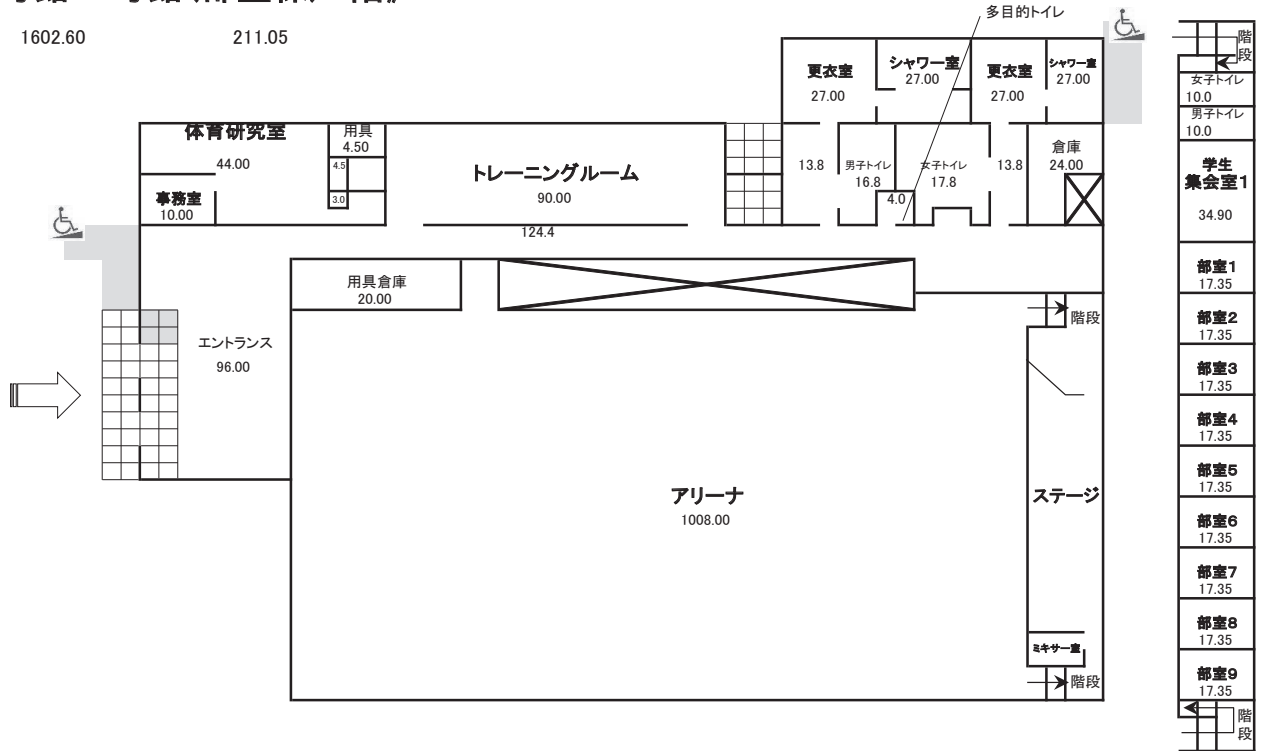 1602.60
211.05
多目的トイレ
更衣室
27.00
シャワー室
27.00
更衣室
27.00
シャワー室
27.00
体育研究室
44.00
用具
4.50
4.5
3.0
事務室
10.00
トレーニングルーム
90.00
124.4
13.8
男子トイレ
16.8
4.0
女子トイレ
17.8
13.8
倉庫
24.00
用具倉庫
20.00
エントランス
96.00
アリーナ
1008.00
階段
ステージ
ミキサー室
階段
階
段
女子トイレ
10.0
男子トイレ
10.0
学生
集会室1
34.90
部室1
17.35
部室2
17.35
部室3
17.35
部室4
17.35
部室5
17.35
部室6
17.35
部室7
17.35
部室8
17.35
部室9
17.35
階
段